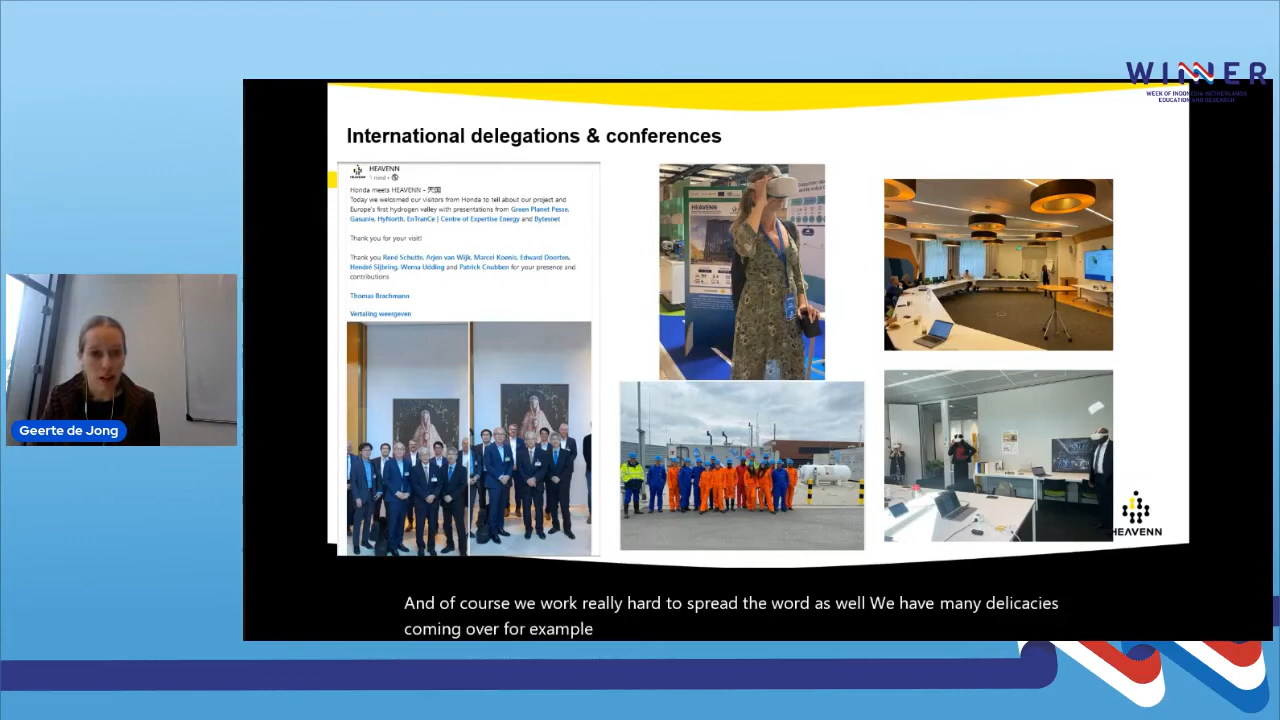 WINNER
WEEK OF INDONESIA-NETHERLANDS
EDUCATION AND RESEARCH
International delegations & conferences
HEAVENN
Honda meets HEAVENN - 天国
Today we welcomed our visitors from Honda to tell about our project and
Europe's first hydrogen valley with presentations from Green Planet Pesse,
Gasunie, HyNorth, EnTranCe | Centre of Expertise Energy and Bytesnet
Thank you for your visit!
Thank you René Schutte, Arjen van Wijk, Marcel Koenis, Edward Doorten,
Hendré Sijbring, Werna Udding and Patrick Cnubben for your presence and
contributions
Thomas Brachmann
Vertaling weergeven
HEAVENN
HEAVENN
Geerte de Jong
And of course we work really hard to spread the word as well We have many delicacies
coming over for example